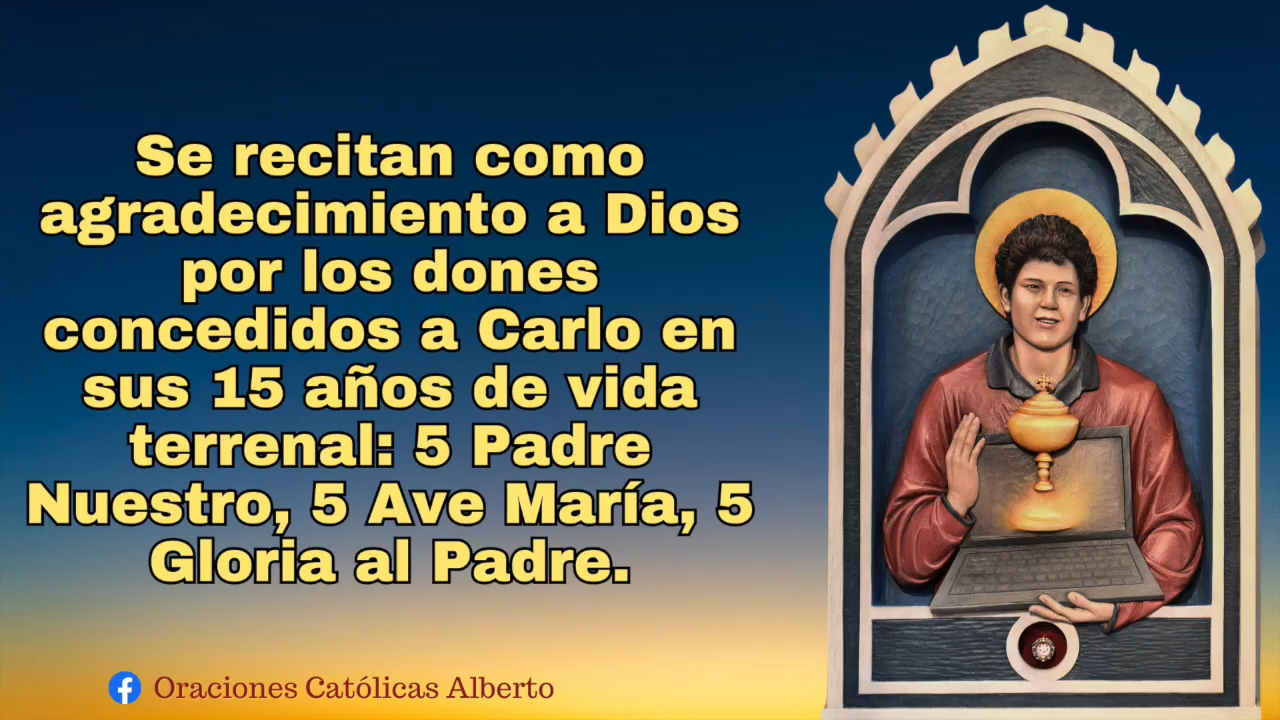 Se recitan como
agradecimiento a Dios
por los dones
concedidos a Carlo en
sus 15 años de vida
terrenal: 5 Padre
Nuestro, 5 Ave María, 5
Gloria al Padre.
Oraciones Católicas Alberto